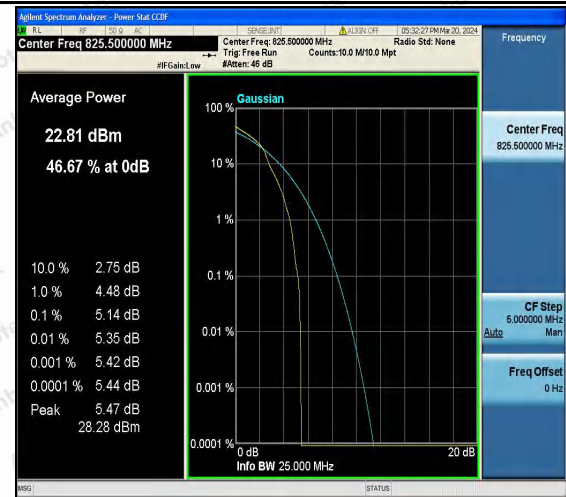 Agilent Spectrum Analyzer - Power Stat CCDF
RL RF 50 Ω AC SENSE:INT ALIGN OFF 05:32:27 PM Mar 20, 2024
Center Freq 825.500000 MHz
Center Freq: 825.500000 MHz Radio Std: None
Trig: Free Run Counts:10.0 M/10.0 Mpt
#IFGain:Low #Atten: 46 dB
Frequency
Average Power
22.81 dBm
46.67 % at 0dB
10.0 % 2.75 dB
1.0 % 4.48 dB
0.1 % 5.14 dB
0.01 % 5.35 dB
0.001 % 5.42 dB
0.0001 % 5.44 dB
Peak 5.47 dB
28.28 dBm
Gaussian
100 %
10 %
1 %
0.1 %
0.01 %
0.001 %
0.0001 %
0 dB 20 dB
Info BW 25.000 MHz
Center Freq
825.500000 MHz
CF Step
5.000000 MHz
Auto Man
Freq Offset
0 Hz
MSG STATUS